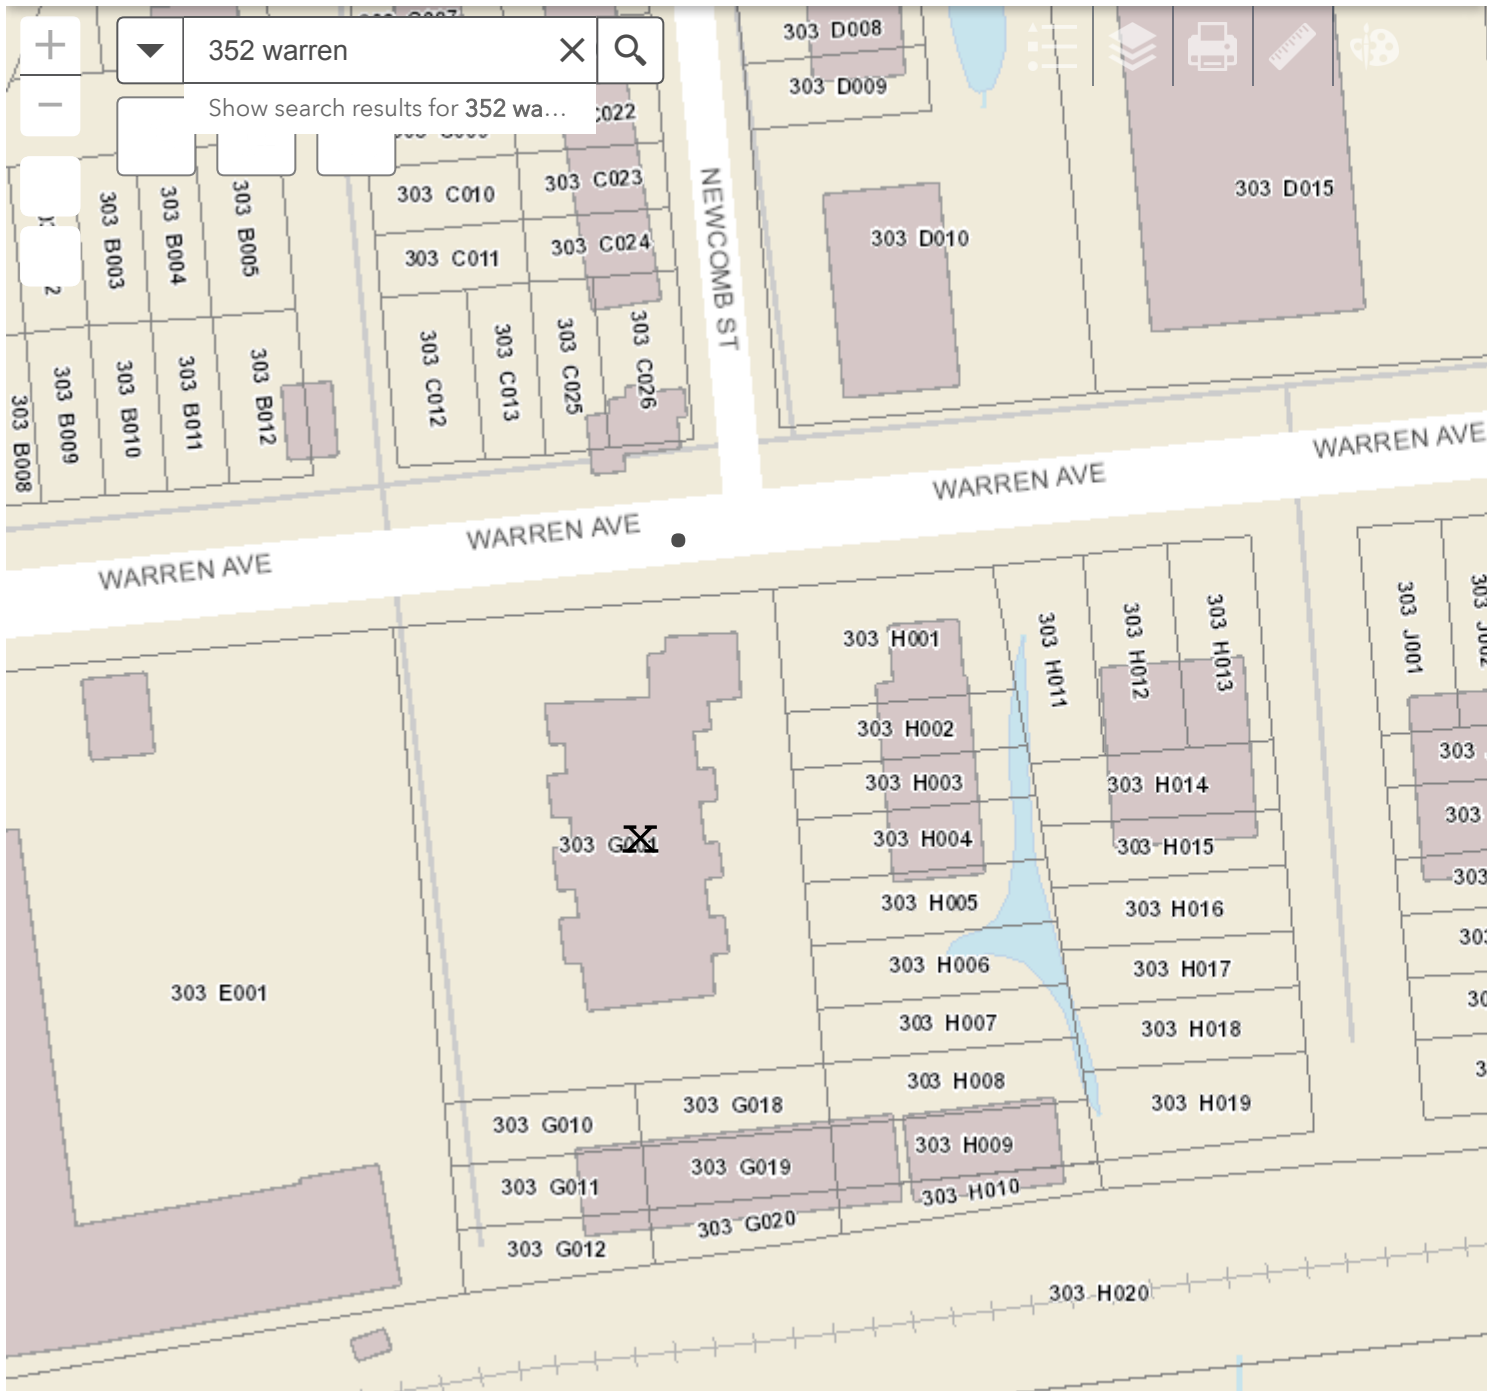 352 warren
Show search results for 352 wa…
303 D008
303 D009
303 C010
303 C011
303 C023
303 C024
303 D010
303 D015
303 B003
303 B004
303 B005
NEWCOMB ST
303 B008
303 B009
303 B010
303 B011
303 B012
303 C012
303 C013
303 C025
303 C026
WARREN AVE
WARREN AVE
WARREN AVE
WARREN AVE
303 H001
303 H002
303 H003
303 H004
303 H005
303 H006
303 H007
303 H008
303 H009
303 H010
303 H011
303 H012
303 H013
303 H014
303 H015
303 H016
303 H017
303 H018
303 H019
303 J001
303 E001
303 G010
303 G011
303 G012
303 G018
303 G019
303 G020
303 H020